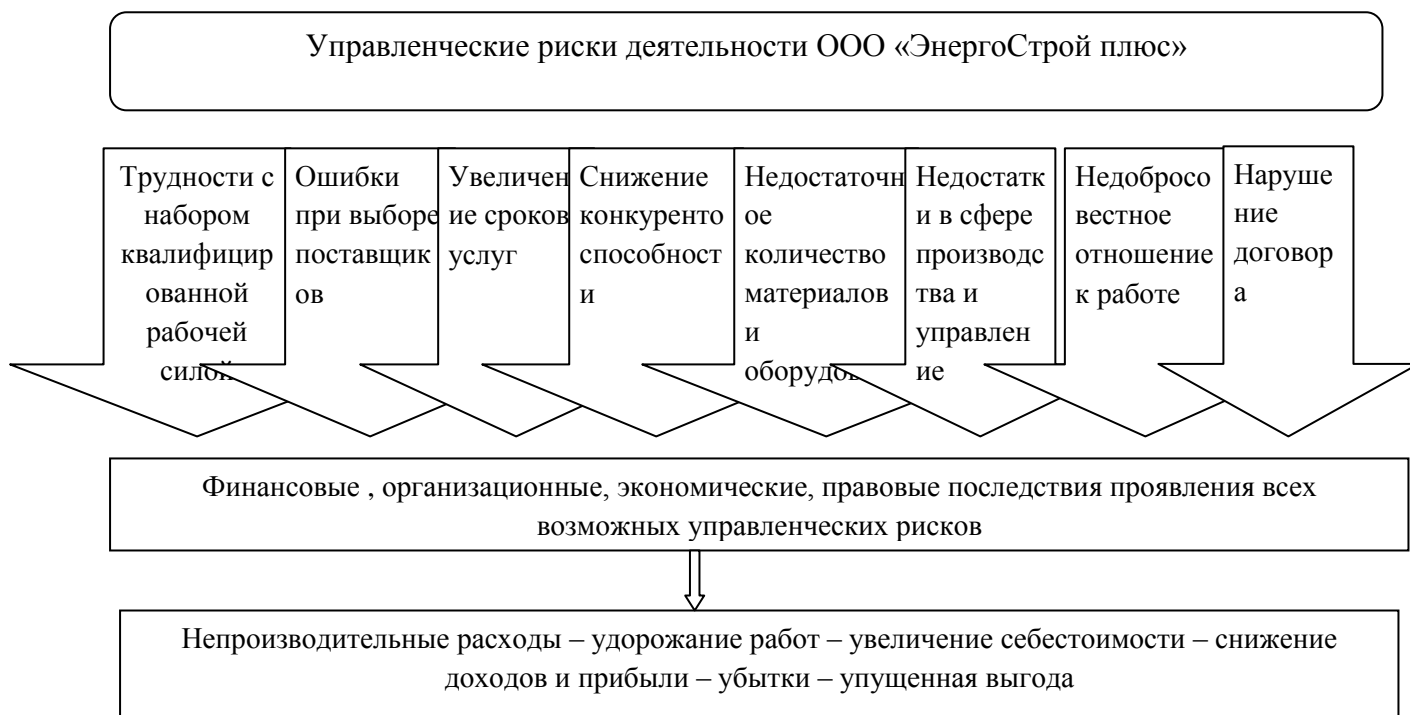 Управленческие риски деятельности ООО «ЭнергоСтрой плюс»
Трудности с
набором
квалифицир
ованной
рабочей
силой
Ошибки
при выборе
поставщик
ов
Увеличен
ие сроков
услуг
Снижение
конкуренто
способност
и
Недостаточн
ое
количество
материалов
и
оборудов
Недостатк
и в сфере
производс
тва и
управлен
ие
Недобросо
вестное
отношение
к работе
Наруше
ние
договор
а
Финансовые , организационные, экономические, правовые последствия проявления всех
возможных управленческих рисков
Непроизводительные расходы – удорожание работ – увеличение себестоимости – снижение
доходов и прибыли – убытки – упущенная выгода